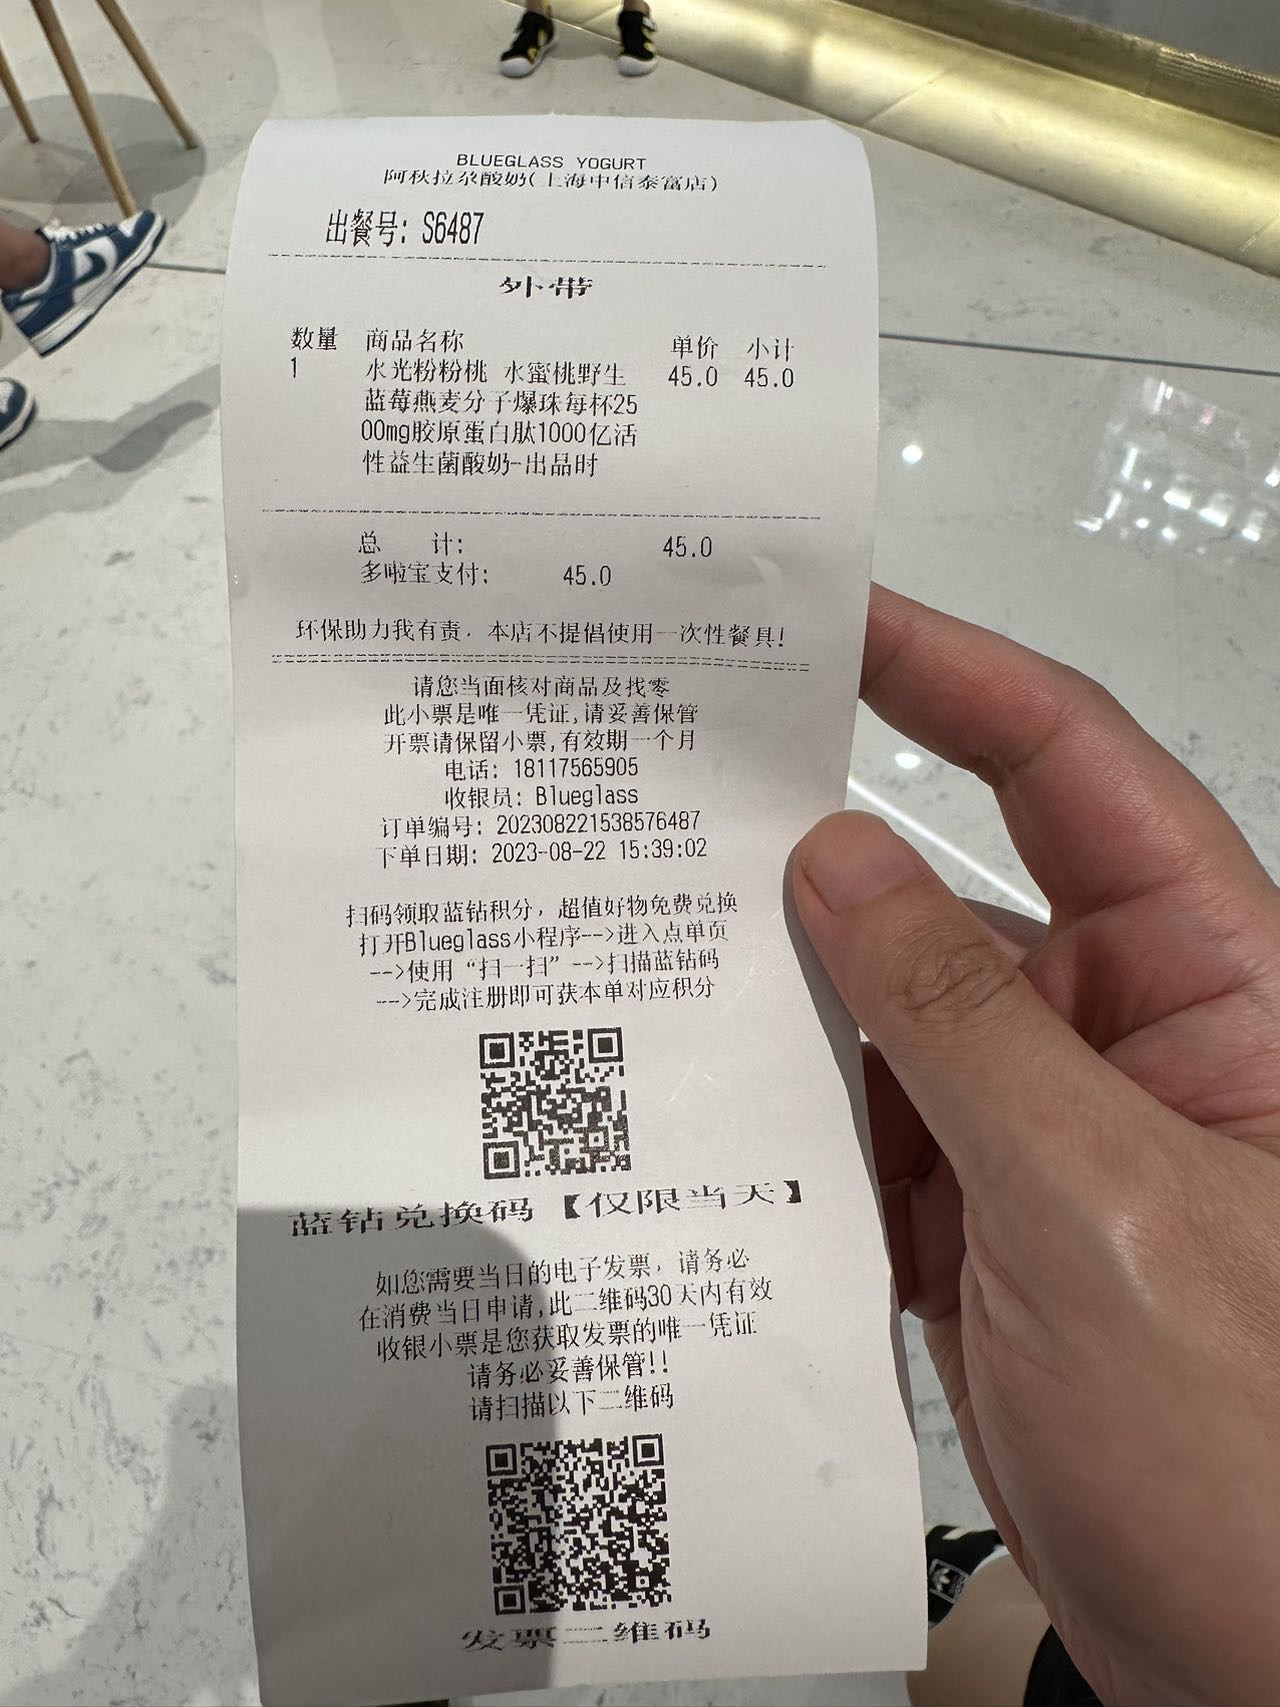 BLUEGLASS YOGURT
阿秋拉尕酸奶(上海中信泰富店)
出餐号: S6487
外带
数量 商品名称 单价 小计
1 水光粉粉桃 水蜜桃野生 45.0 45.0
蓝莓燕麦分子爆珠每杯25
00mg胶原蛋白肽1000亿活
性益生菌酸奶-出品时
总 计: 45.0
多啦宝支付: 45.0
环保助力我有责，本店不提倡使用一次性餐具!
请您当面核对商品及找零
此小票是唯一凭证,请妥善保管
开票请保留小票,有效期一个月
电话: 18117565905
收银员: Blueglass
订单编号: 202308221538576487
下单日期: 2023-08-22 15:39:02
扫码领取蓝钻积分，超值好物免费兑换
打开Blueglass小程序-->进入点单页
-->使用“扫一扫”-->扫描蓝钻码
-->完成注册即可获本单对应积分
蓝钻兑换码【仅限当天】
如您需要当日的电子发票，请务必
在消费当日申请,此二维码30天内有效
收银小票是您获取发票的唯一凭证
请务必妥善保管!!
请扫描以下二维码
发票二维码